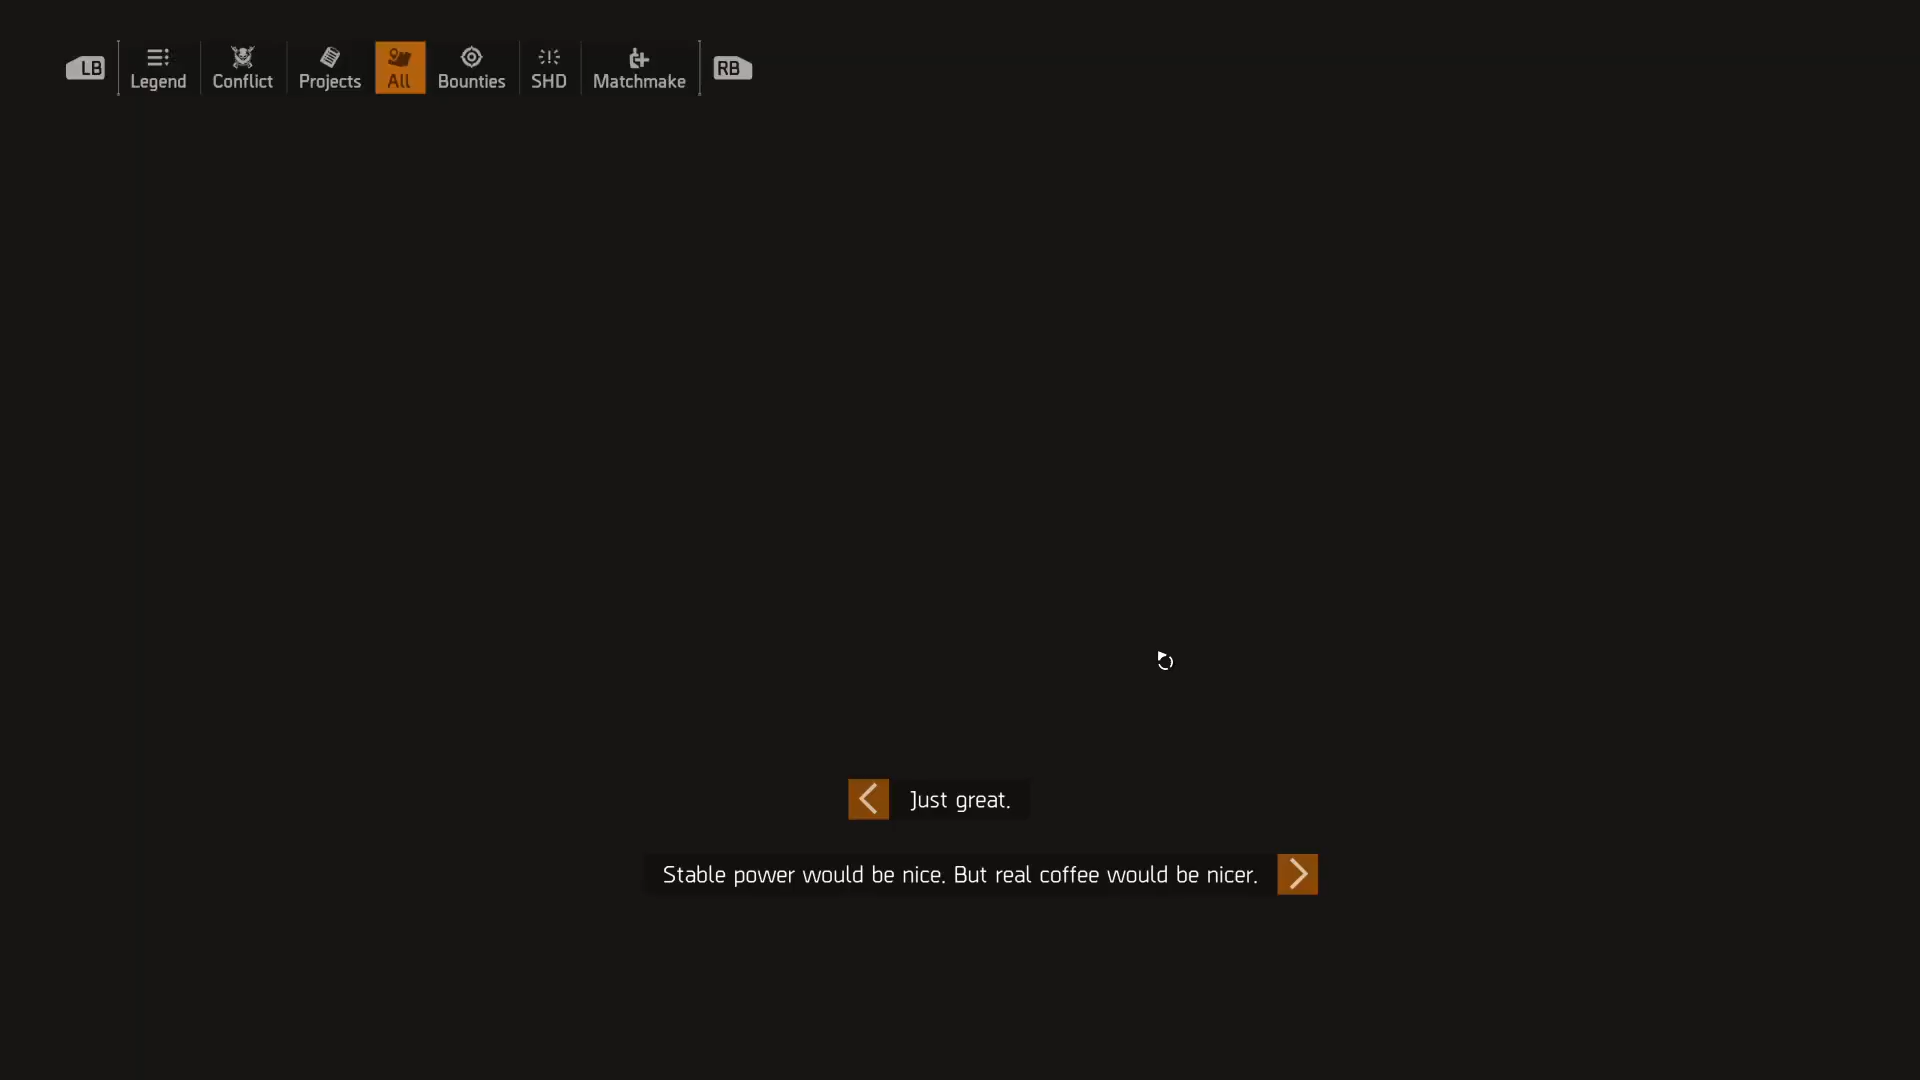 LB
Legend
Conflict
Projects
All
Bounties
SHD
Matchmake
RB
Just great.
Stable power would be nice. But real coffee would be nicer.